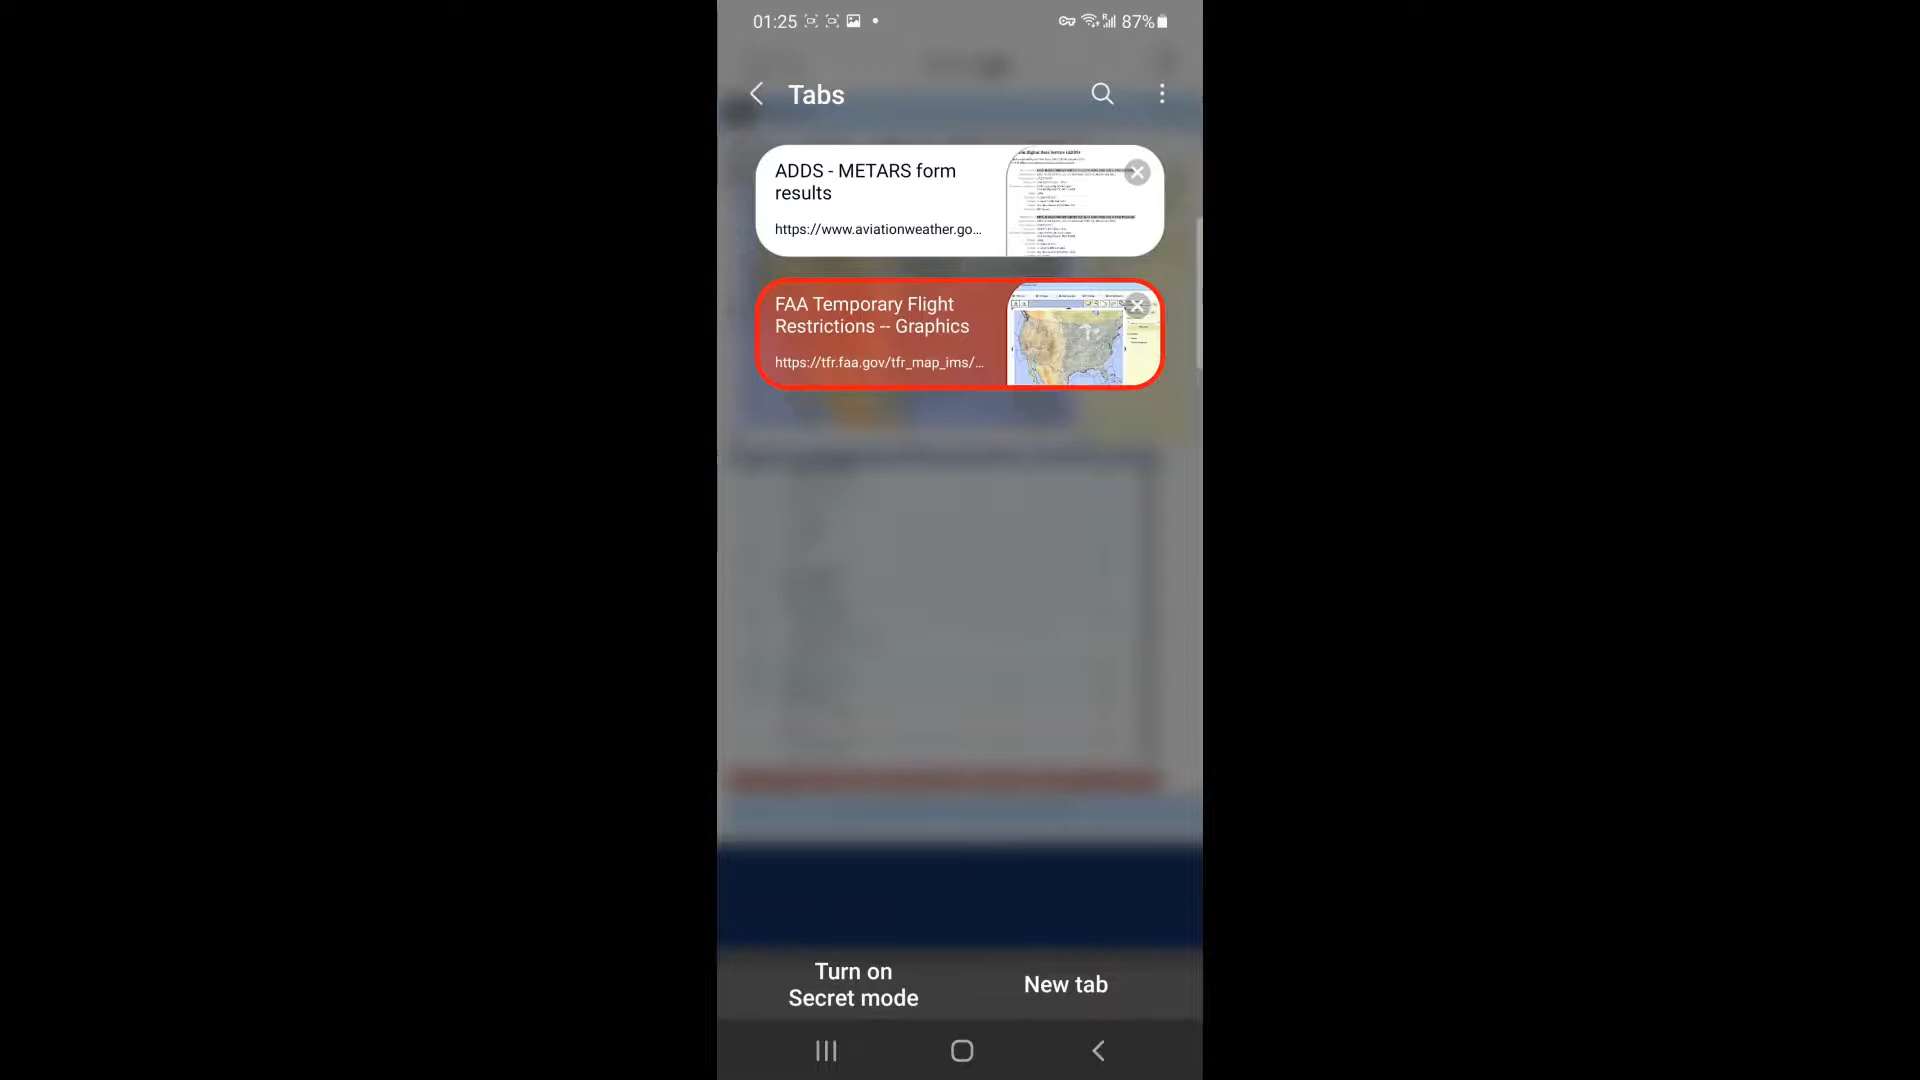 01:25
87%
Tabs
ADDS - METARS form
results
https://www.aviationweather.go...
FAA Temporary Flight
Restrictions -- Graphics
https://tfr.faa.gov/tfr_map_ims/...
Turn on
Secret mode
New tab